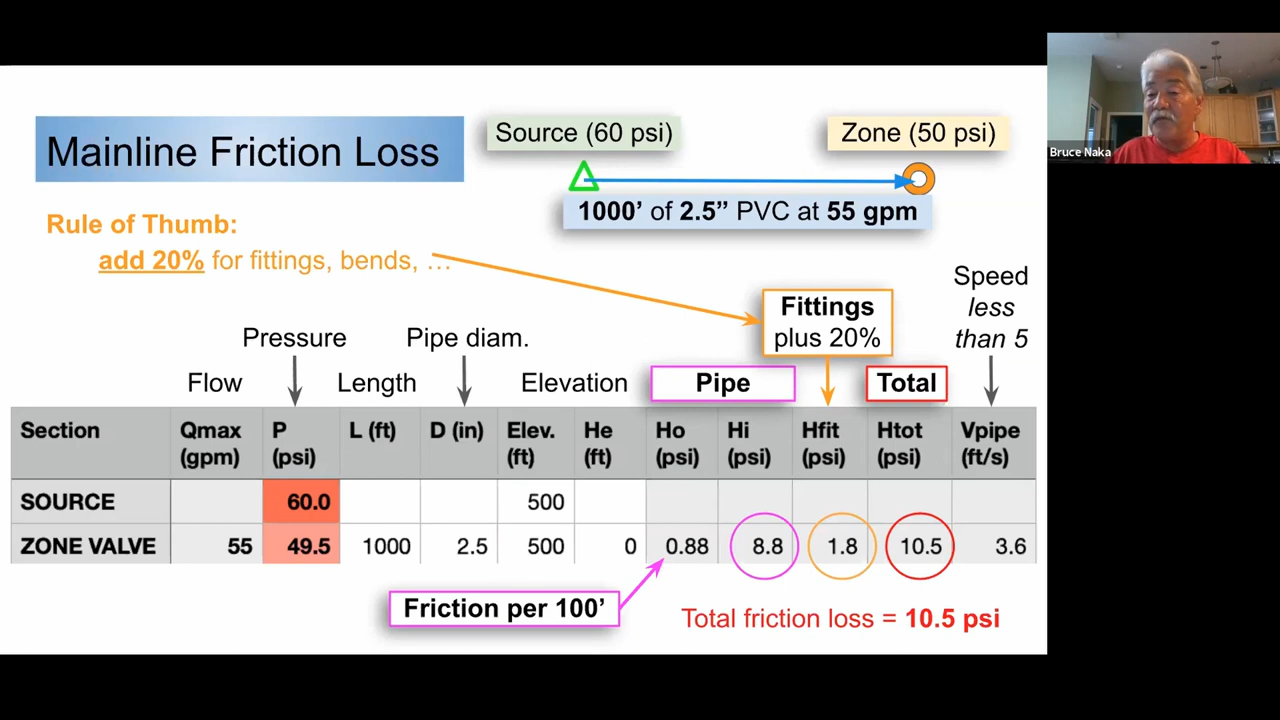 Mainline Friction Loss
Source (60 psi)
Zone (50 psi)
1000’ of 2.5” PVC at 55 gpm
Bruce Naka
Rule of Thumb:
add 20% for fittings, bends, …
Speed
less
than 5
Fittings
plus 20%
Pressure
Pipe diam.
Flow
Length
Elevation
Pipe
Total
Section Qmax (gpm) P (psi) L (ft) D (in) Elev. (ft) He (ft) Ho (psi) Hi (psi) Hfit (psi) Htot (psi) Vpipe (ft/s)
SOURCE 60.0 500
ZONE VALVE 55 49.5 1000 2.5 500 0 0.88 8.8 1.8 10.5 3.6
Friction per 100’
Total friction loss = 10.5 psi